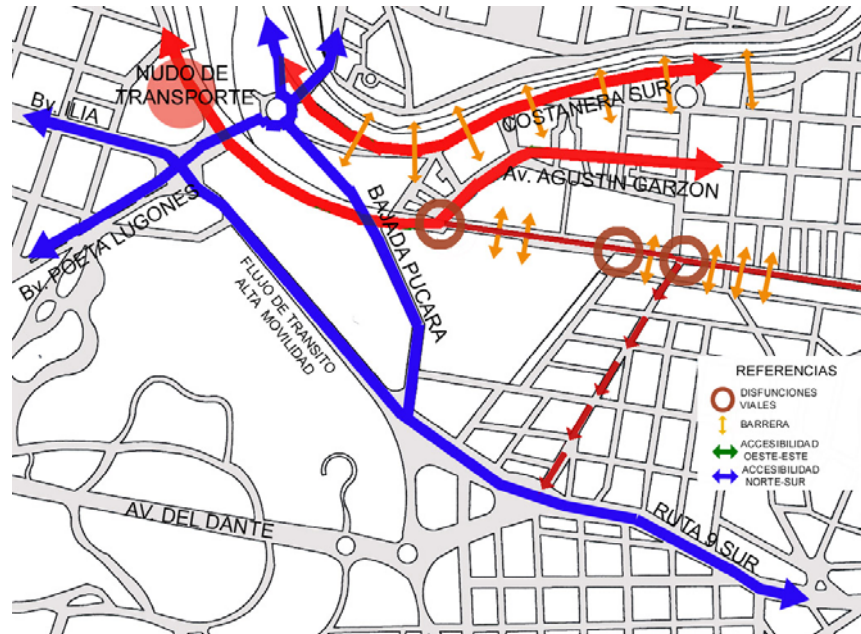 NUDO DE
TRANSPORTE
Bv. ILIA
COSTANERA SUR
Av. AGUSTIN GARZON
Bv. POETA LUGONES
BAJADA PUCARA
FLUJO DE TRANSITO
ALTA MOVILIDAD
AV. DEL DANTE
RUTA 9 SUR
REFERENCIAS
DISFUNCIONES
VIALES
BARRERA
ACCESIBILIDAD
OESTE-ESTE
ACCESIBILIDAD
NORTE-SUR